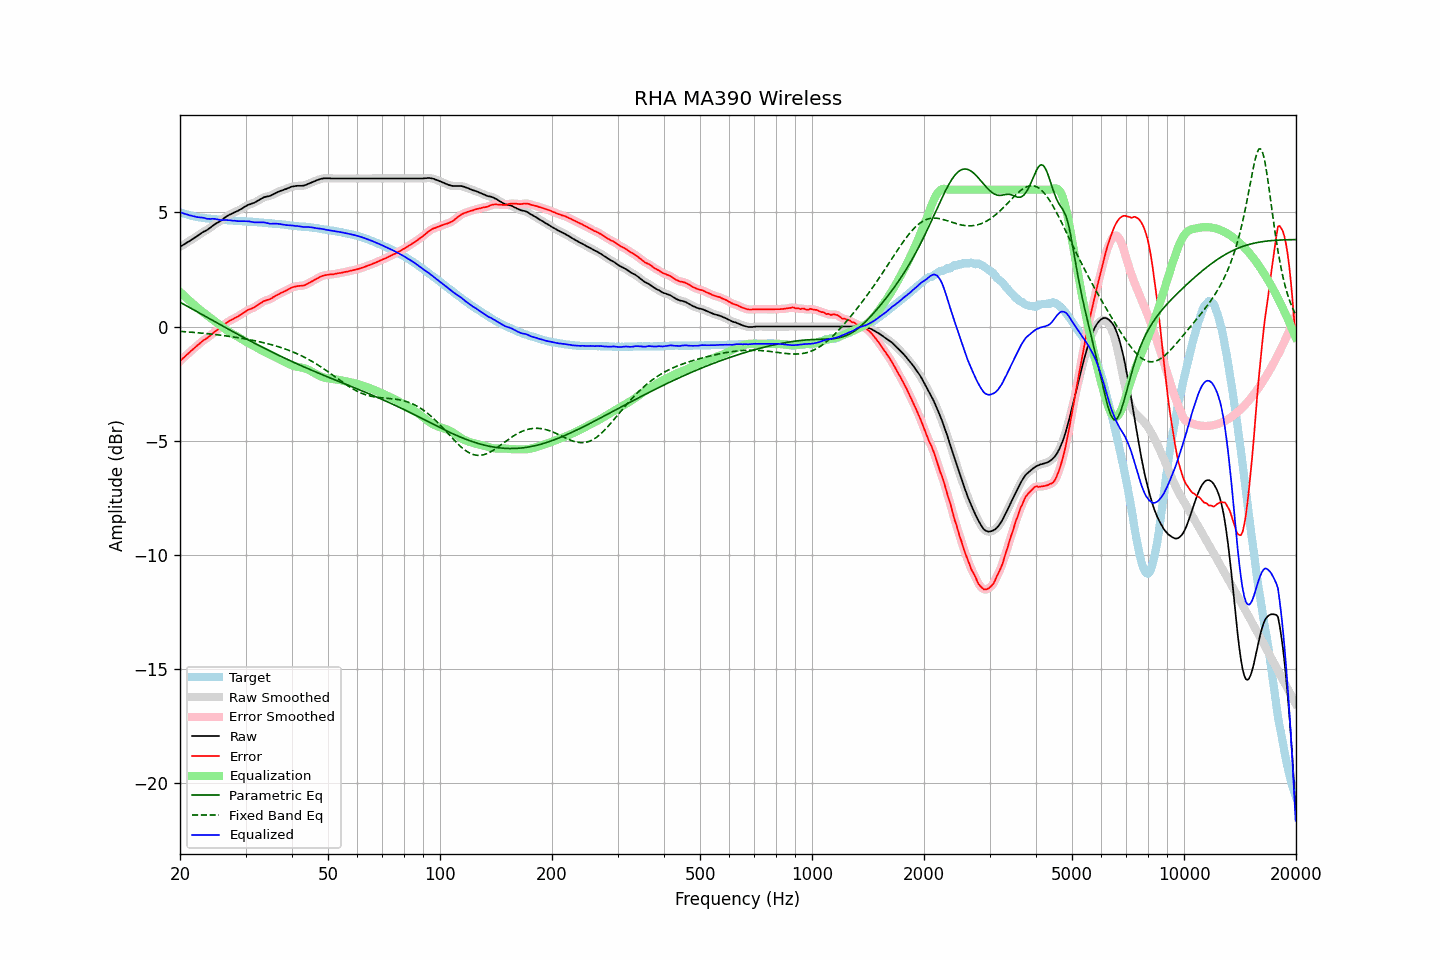 RHA MA390 Wireless
Amplitude (dBr)
5
0
−5
−10
−15
−20
Target
Raw Smoothed
Error Smoothed
Raw
Error
Equalization
Parametric Eq
Fixed Band Eq
Equalized
20 50 100 200 500 1000 2000 5000 10000 20000
Frequency (Hz)